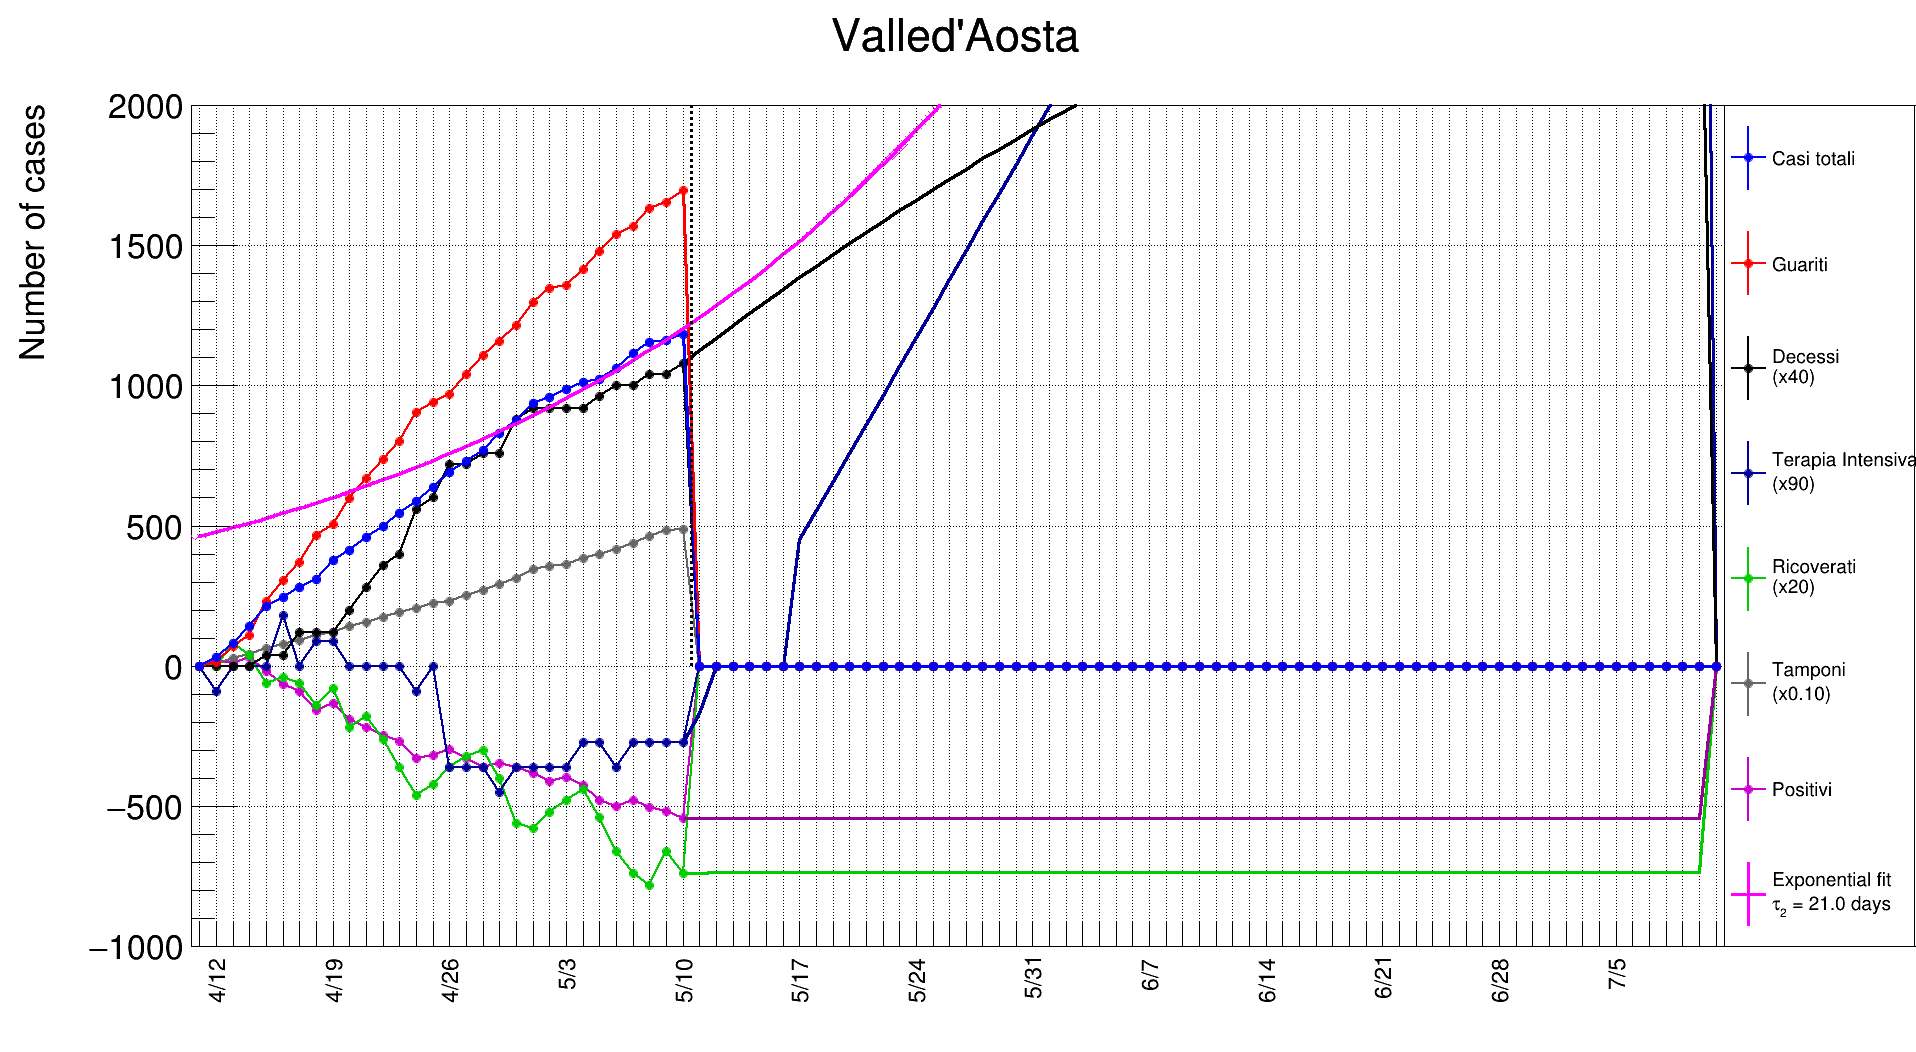 Valled'Aosta
Number of cases
2000
1500
1000
500
0
−500
−1000
4/12
4/19
4/26
5/3
5/10
5/17
5/24
5/31
6/7
6/14
6/21
6/28
7/5
Casi totali
Guariti
Decessi
(x40)
Terapia Intensiva
(x90)
Ricoverati
(x20)
Tamponi
(x0.10)
Positivi
Exponential fit
τ2 = 21.0 days